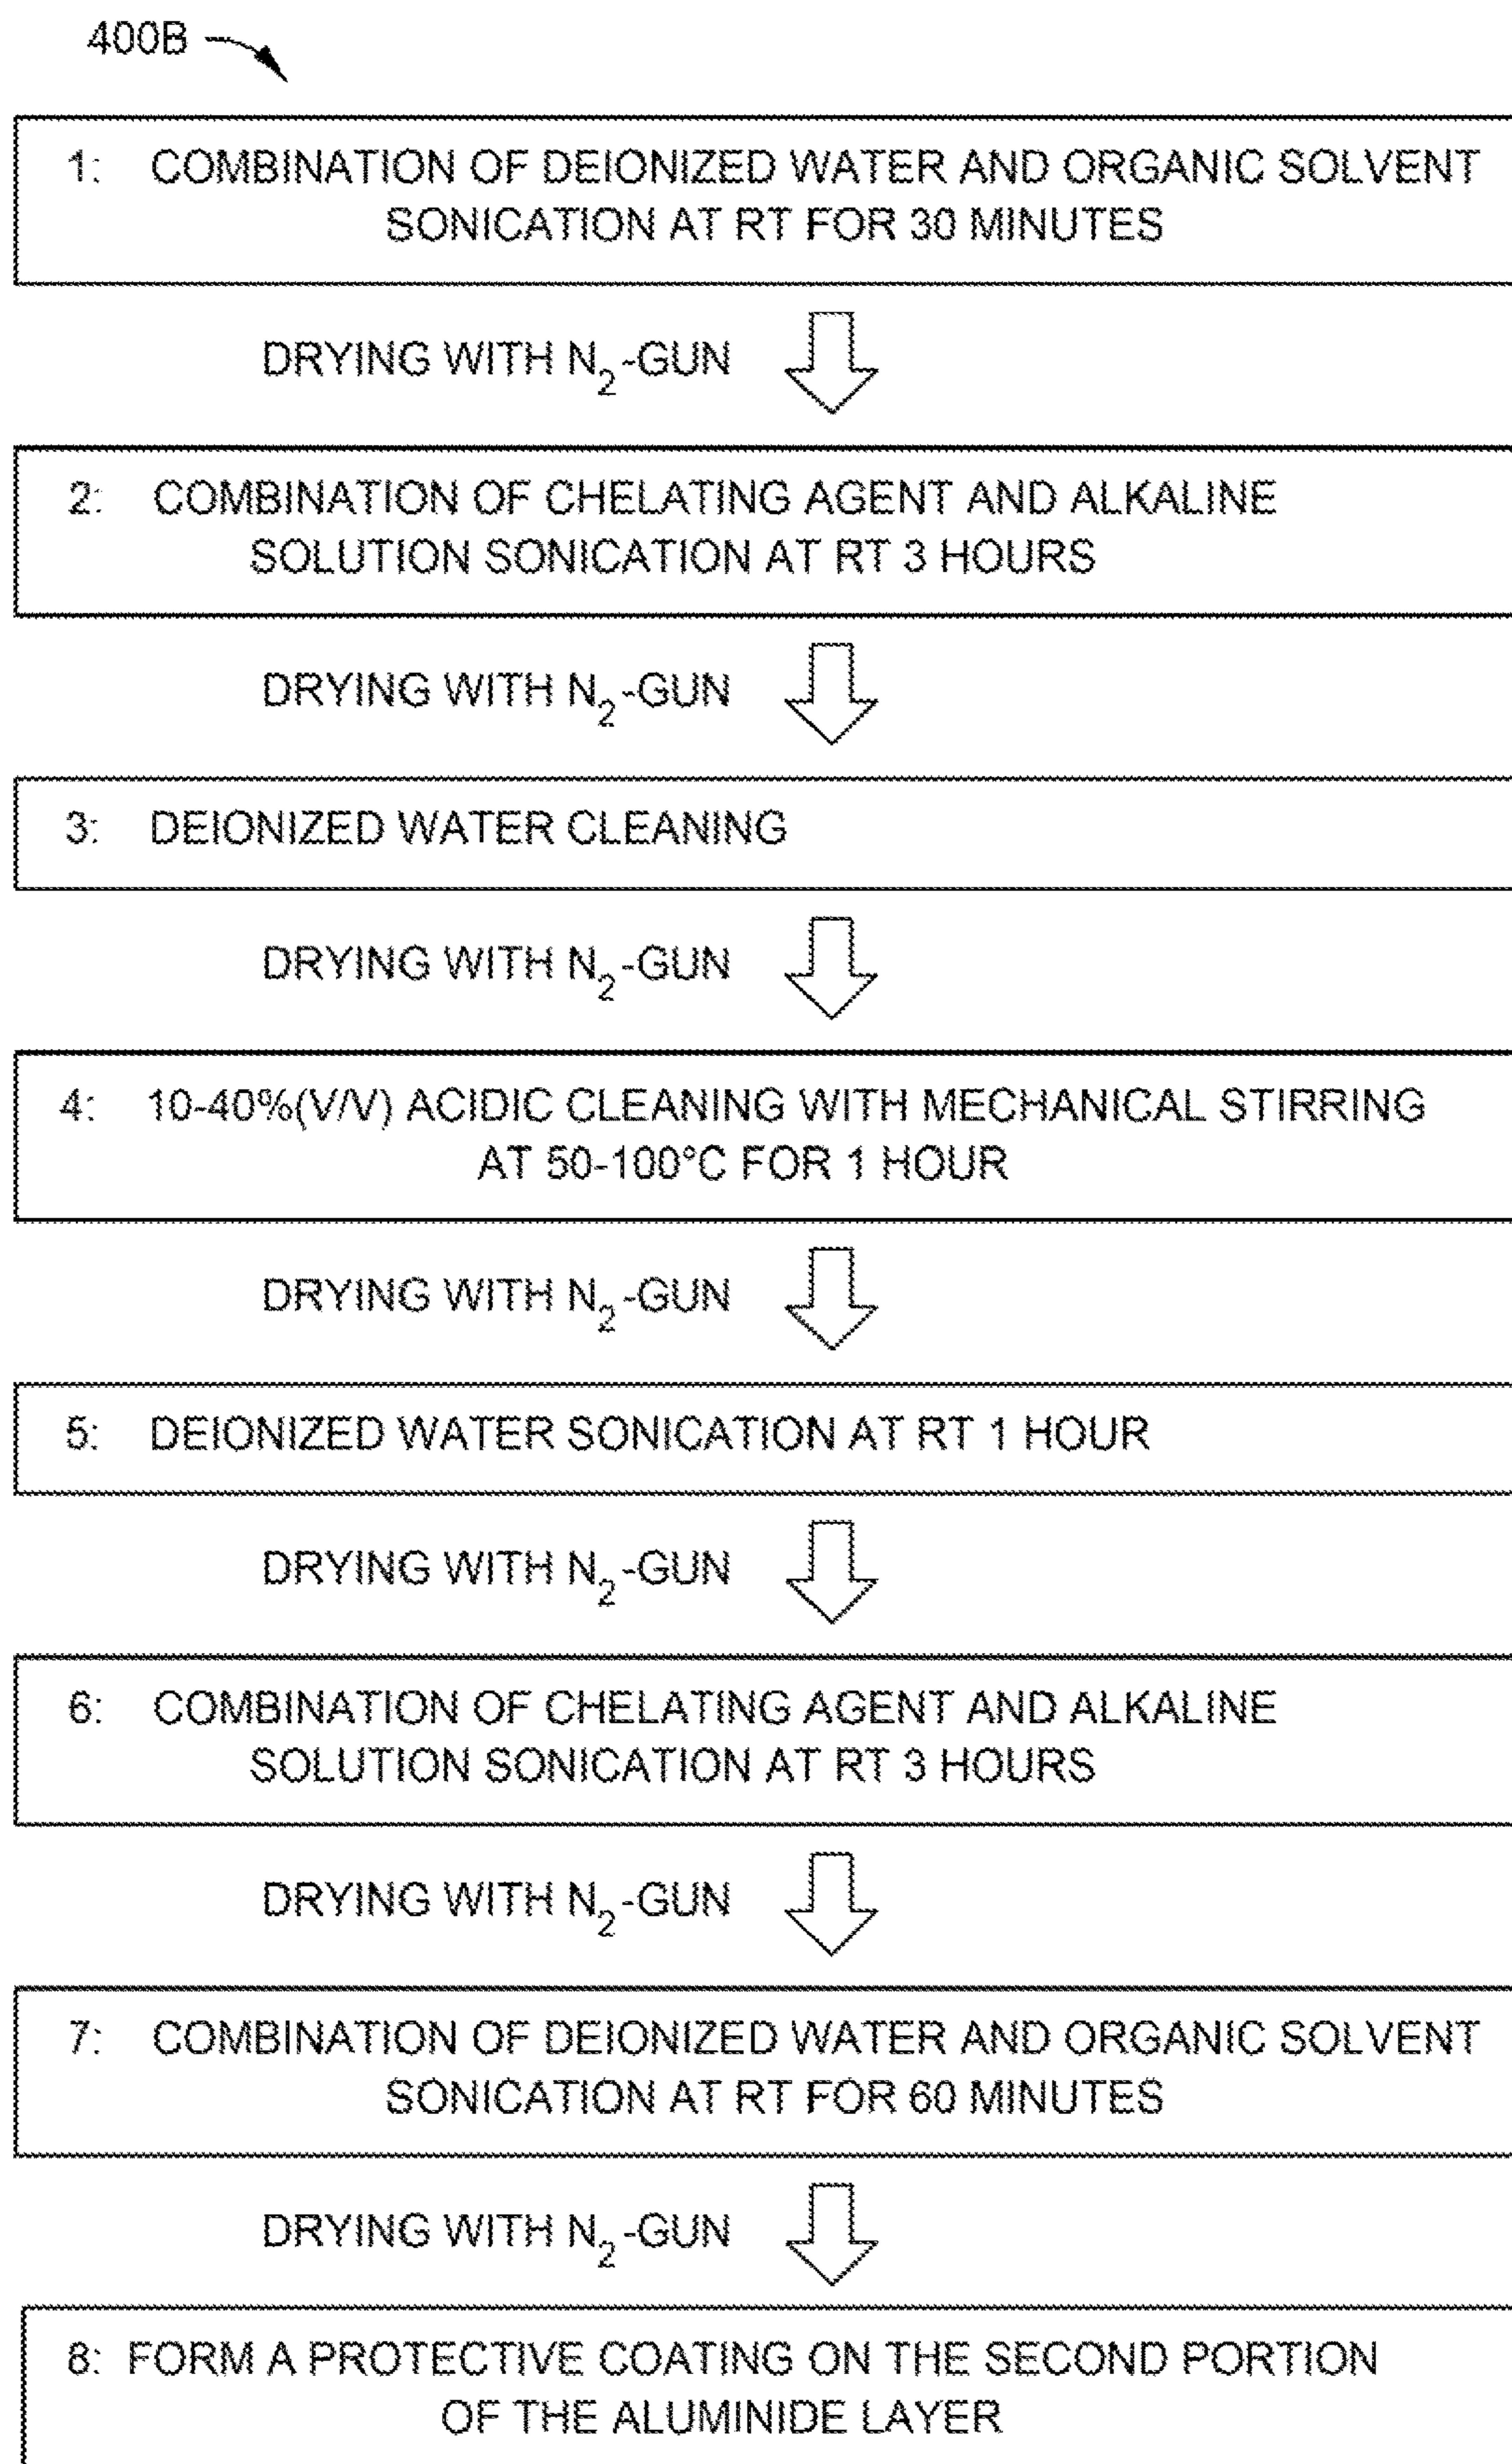 400B
1: COMBINATION OF DEIONIZED WATER AND ORGANIC SOLVENT
SONICATION AT RT FOR 30 MINUTES
DRYING WITH N2-GUN
2: COMBINATION OF CHELATING AGENT AND ALKALINE
SOLUTION SONICATION AT RT 3 HOURS
DRYING WITH N2-GUN
3: DEIONIZED WATER CLEANING
DRYING WITH N2-GUN
4: 10-40%(V/V) ACIDIC CLEANING WITH MECHANICAL STIRRING
AT 50-100°C FOR 1 HOUR
DRYING WITH N2-GUN
5: DEIONIZED WATER SONICATION AT RT 1 HOUR
DRYING WITH N2-GUN
6: COMBINATION OF CHELATING AGENT AND ALKALINE
SOLUTION SONICATION AT RT 3 HOURS
DRYING WITH N2-GUN
7: COMBINATION OF DEIONIZED WATER AND ORGANIC SOLVENT
SONICATION AT RT FOR 60 MINUTES
DRYING WITH N2-GUN
8: FORM A PROTECTIVE COATING ON THE SECOND PORTION
OF THE ALUMINIDE LAYER